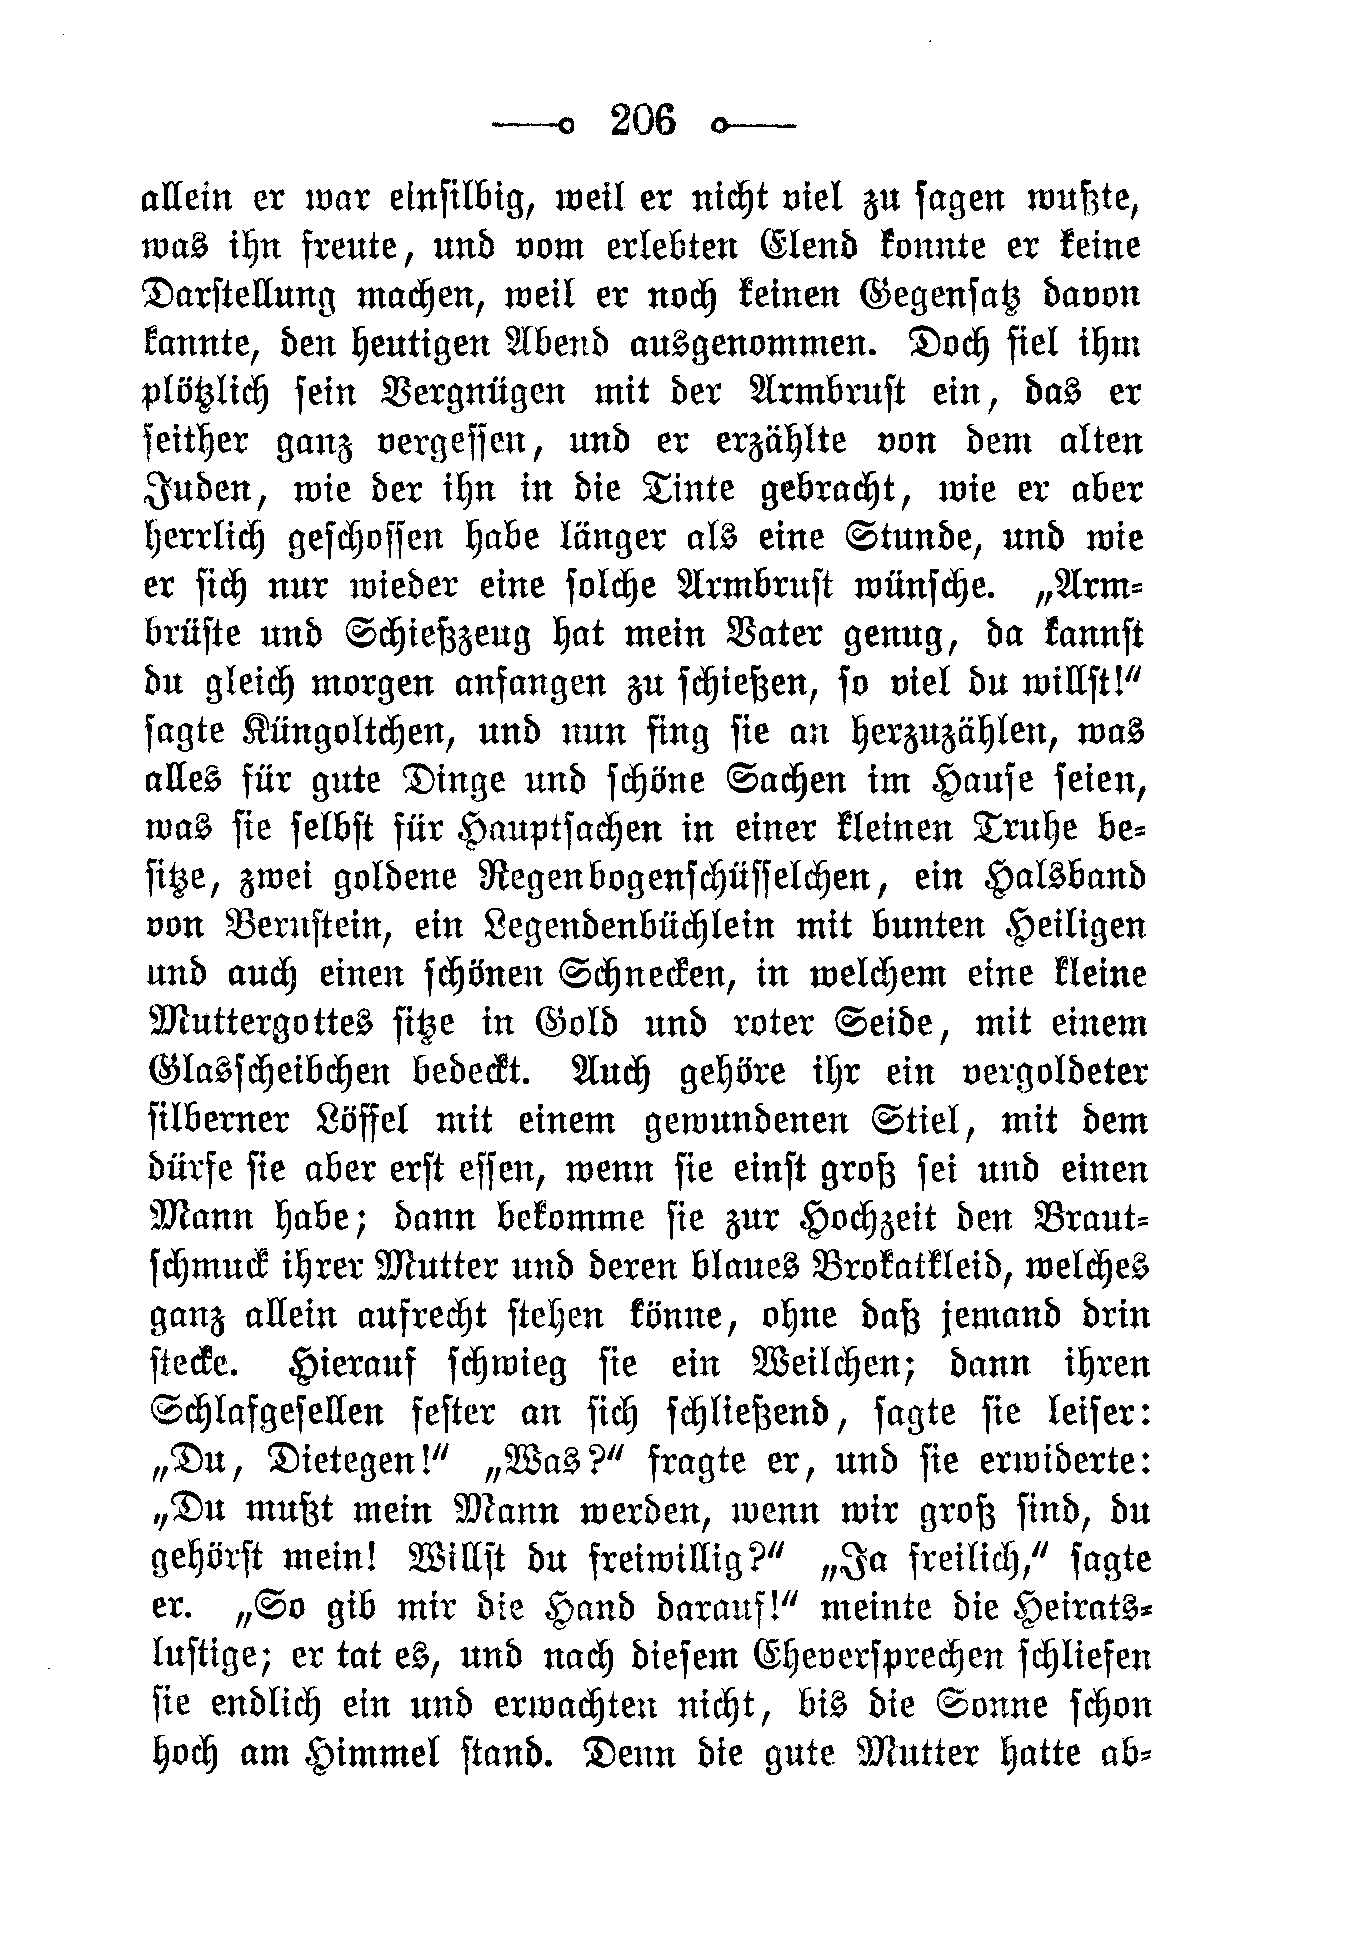 206
allein er war einsilbig, weil er nicht viel zu sagen wußte,
was ihn freute, und vom erlebten Elend konnte er keine
Darstellung machen, weil er noch keinen Gegensatz davon
kannte, den heutigen Abend ausgenommen. Doch fiel ihm
plötzlich sein Vergnügen mit der Armbrust ein, das er
seither ganz vergessen, und er erzählte von dem alten
Juden, wie der ihn in die Tinte gebracht, wie er aber
herrlich geschossen habe länger als eine Stunde, und wie
er sich nur wieder eine solche Armbrust wünsche. „Arm-
brüste und Schießzeug hat mein Vater genug, da kannst
du gleich morgen anfangen zu schießen, so viel du willst!“
sagte Küngoltchen, und nun fing sie an herzuzählen, was
alles für gute Dinge und schöne Sachen im Hause seien,
was sie selbst für Hauptsachen in einer kleinen Truhe be-
sitze, zwei goldene Regenbogenschüsselchen, ein Halsband
von Bernstein, ein Legendenbüchlein mit bunten Heiligen
und auch einen schönen Schnecken, in welchem eine kleine
Muttergottes sitze in Gold und roter Seide, mit einem
Glasscheibchen bedeckt. Auch gehöre ihr ein vergoldeter
silberner Löffel mit einem gewundenen Stiel, mit dem
dürfe sie aber erst essen, wenn sie einst groß sei und einen
Mann habe; dann bekomme sie zur Hochzeit den Braut-
schmuck ihrer Mutter und deren blaues Brokatkleid, welches
ganz allein aufrecht stehen könne, ohne daß jemand drin
stecke. Hierauf schwieg sie ein Weilchen; dann ihren
Schlafgesellen fester an sich schließend, sagte sie leiser:
„Du, Dietegen!“ „Was?“ fragte er, und sie erwiderte:
„Du mußt mein Mann werden, wenn wir groß sind, du
gehörst mein! Willst du freiwillig?“ „Ja freilich,“ sagte
er. „So gib mir die Hand darauf!“ meinte die Heirats-
lustige; er tat es, und nach diesem Eheversprechen schliefen
sie endlich ein und erwachten nicht, bis die Sonne schon
hoch am Himmel stand. Denn die gute Mutter hatte ab-